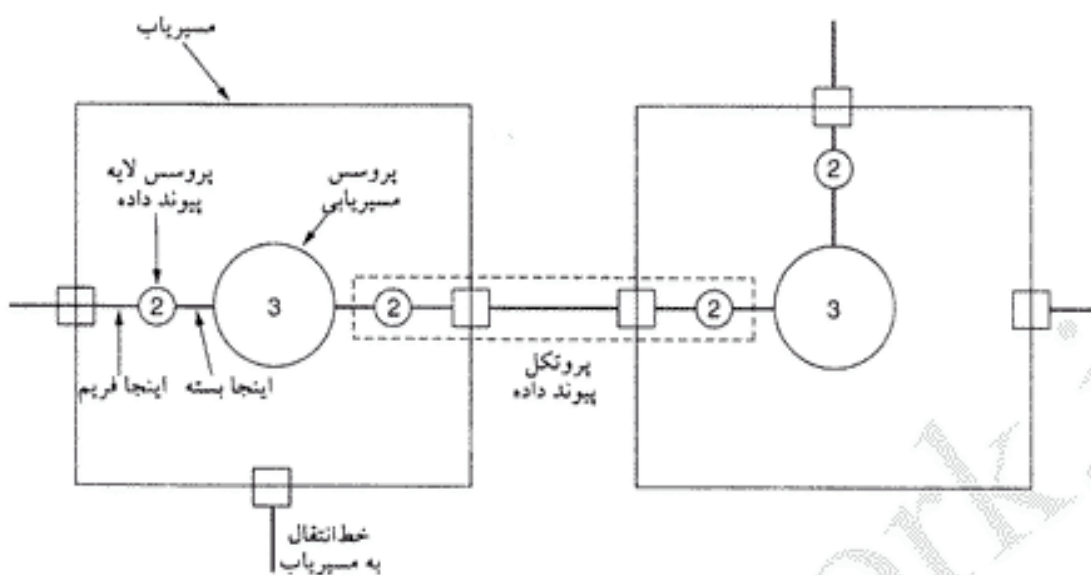 مسیریاب
پروسس لایه
پیوند داده
پروسس
مسیریابی
2
2
3
2
2
3
اینجا فریم
اینجا بسته
پروتکل
پیوند داده
خط انتقال
به مسیریاب